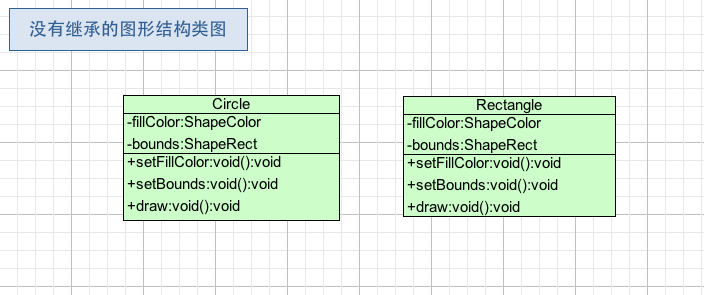 没有继承的图形结构类图
Circle
-fillColor:ShapeColor
-bounds:ShapeRect
+setFillColor:void():void
+setBounds:void():void
+draw:void():void
Rectangle
-fillColor:ShapeColor
-bounds:ShapeRect
+setFillColor:void():void
+setBounds:void():void
+draw:void():void